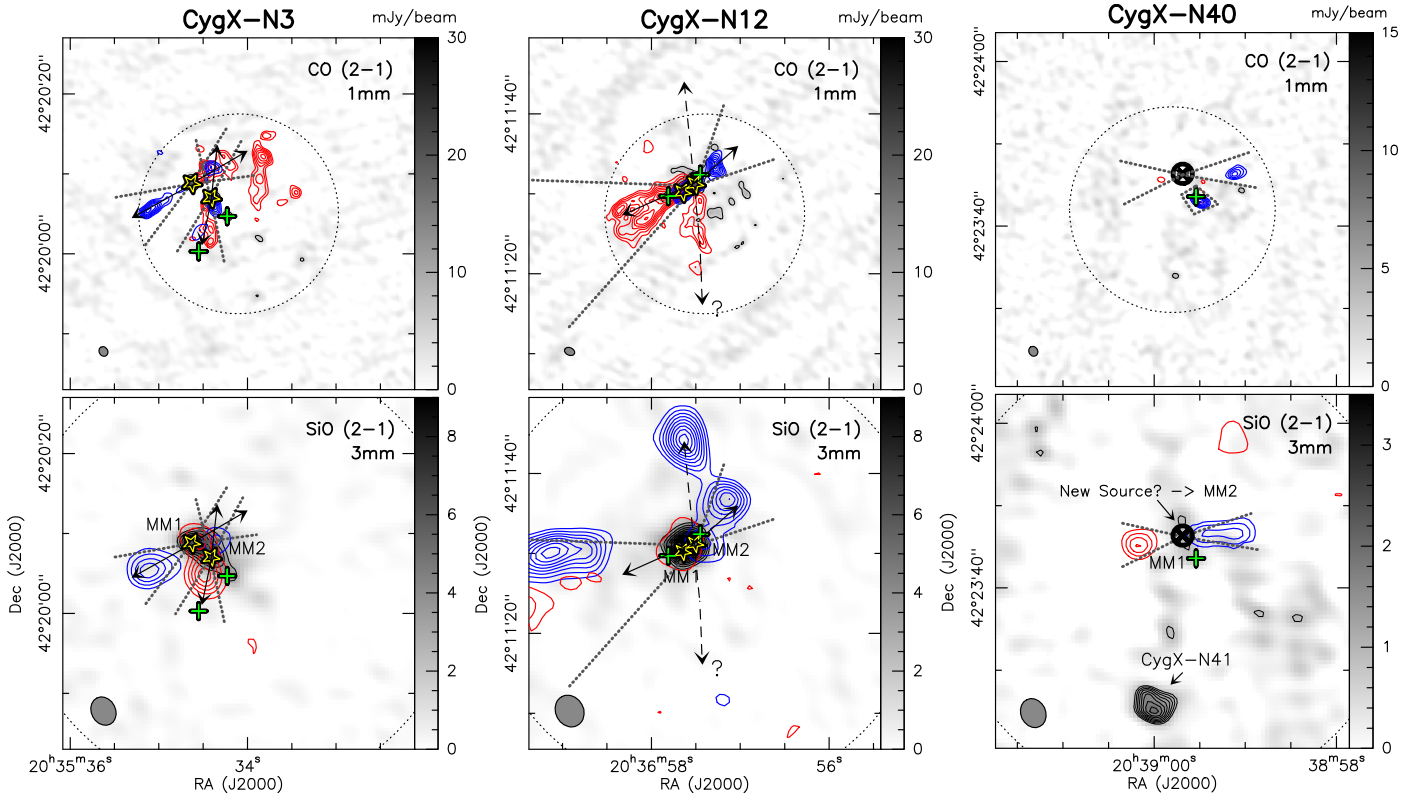 CygX-N3
mJy/beam
CygX-N12
mJy/beam
CygX-N40
mJy/beam
CO (2-1)
1mm
42°20'20''
42°20'00''
30
20
10
0
CO (2-1)
1mm
?
42°11'40''
42°11'20''
30
20
10
0
CO (2-1)
1mm
42°24'00''
42°23'40''
15
10
5
0
SiO (2-1)
3mm
MM1
MM2
Dec (J2000)
42°20'20''
42°20'00''
8
6
4
2
0
20h35m36s
34s
RA (J2000)
SiO (2-1)
3mm
MM2
MM1
?
Dec (J2000)
42°11'40''
42°11'20''
8
6
4
2
0
20h36m58s
56s
RA (J2000)
SiO (2-1)
3mm
New Source? -> MM2
MM1
CygX-N41
Dec (J2000)
42°24'00''
42°23'40''
3
2
1
0
20h39m00s
38m58s
RA (J2000)